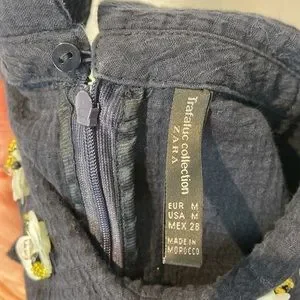 Trafaluc collection
ZARA
EUR M
USA M
MEX 28
MADE IN
MOROCCO